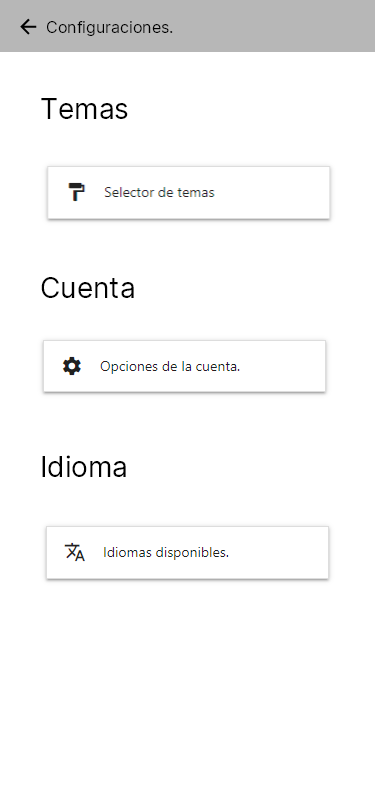 Configuraciones.
Temas
Selector de temas
Cuenta
Opciones de la cuenta.
Idioma
Idiomas disponibles.